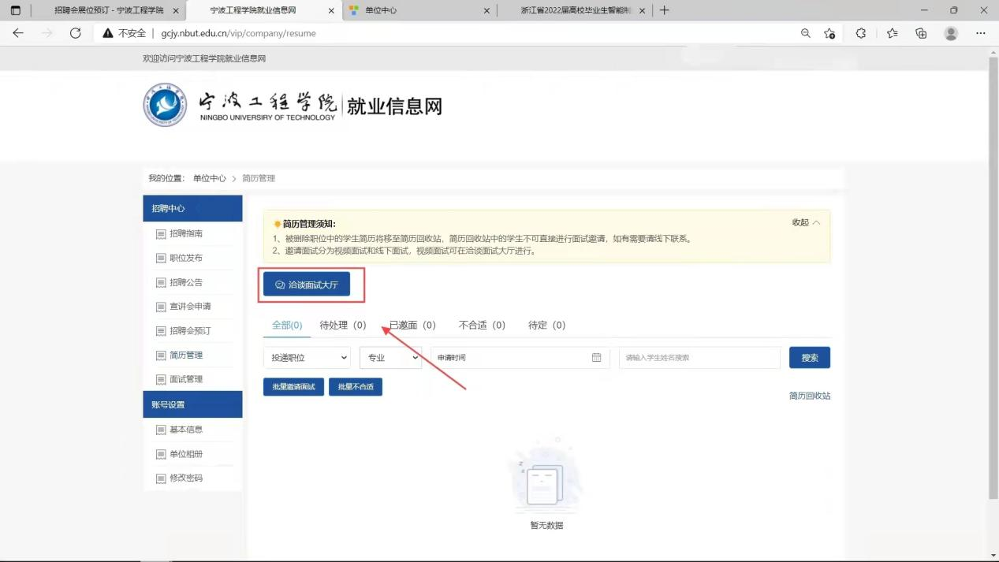 招聘会展位预订 - 宁波工程学院
宁波工程学院就业信息网
单位中心
浙江省2022届高校毕业生智能制
不安全
gcjy.nbut.edu.cn/vip/company/resume
欢迎访问宁波工程学院就业信息网
宁波工程学院
NINGBO UNIVERSIRY OF TECHNOLOGY
就业信息网
我的位置： 单位中心 > 简历管理
招聘中心
招聘指南
职位发布
招聘公告
宣讲会申请
招聘会预订
简历管理
面试管理
账号设置
基本信息
单位相册
修改密码
简历管理须知:
收起
1、被删除职位中的学生简历将移至简历回收站，简历回收站中的学生不可直接进行面试邀请，如有需要请线下联系。
2、邀请面试分为视频面试和线下面试，视频面试可在洽谈面试大厅进行。
洽谈面试大厅
全部(0) 待处理（0） 已邀面（0） 不合适（0） 待定（0）
投递职位 专业 申请时间 请输入学生姓名搜索 搜索
批量邀请面试 批量不合适
简历回收站
暂无数据